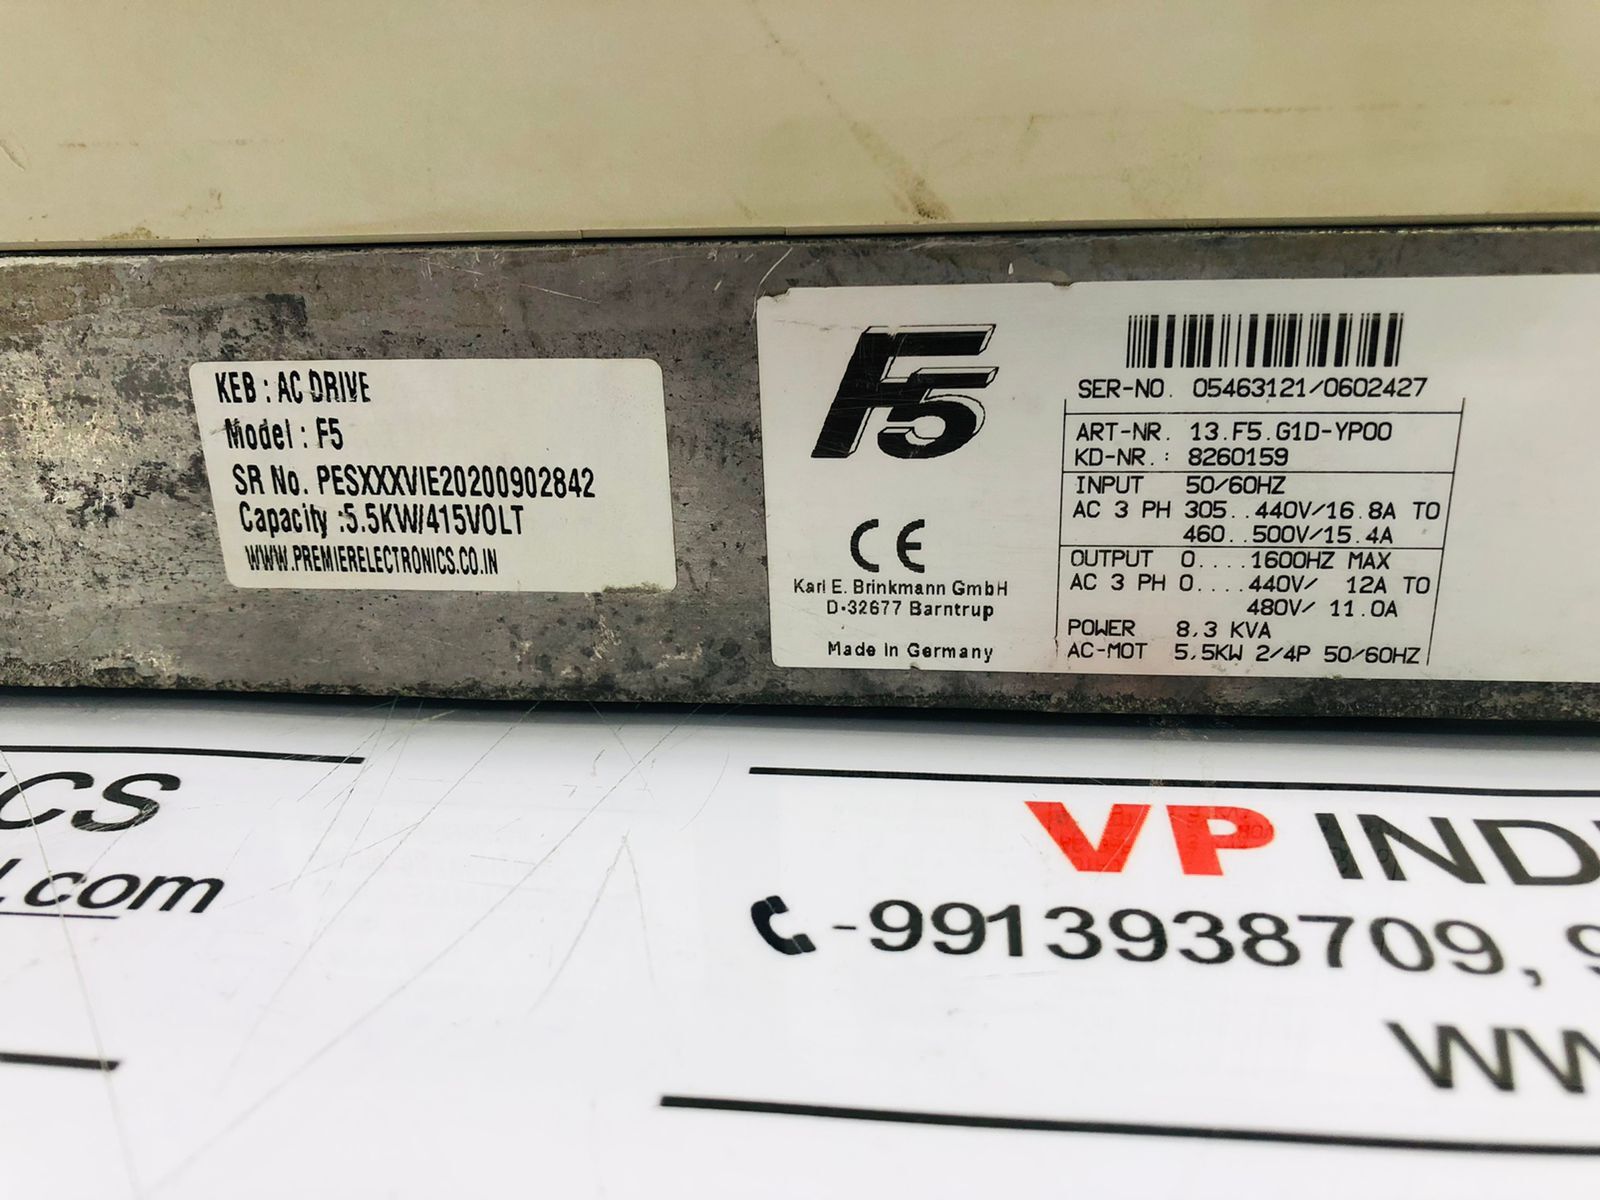 KEB : AC DRIVE
Model : F5
SR No. PESXXXVIE20200902842
Capacity :5.5KW/415VOLT
WWW.PREMIERELECTRONICS.CO.IN
F5
CE
Karl E. Brinkmann GmbH
D-32677 Barntrup
Made in Germany
SER-NO. 05463121/0602427
ART-NR. 13.F5.G1D-YP00
KD-NR. : 8260159
INPUT 50/60HZ
AC 3 PH 305..440V/16.8A TO
460..500V/15.4A
OUTPUT 0....1600HZ MAX
AC 3 PH 0....440V/ 12A TO
480V/ 11.0A
POWER 8,3 KVA
AC-MOT 5,5KW 2/4P 50/60HZ
CS
.com
VP IND
-9913938709, 9
WW